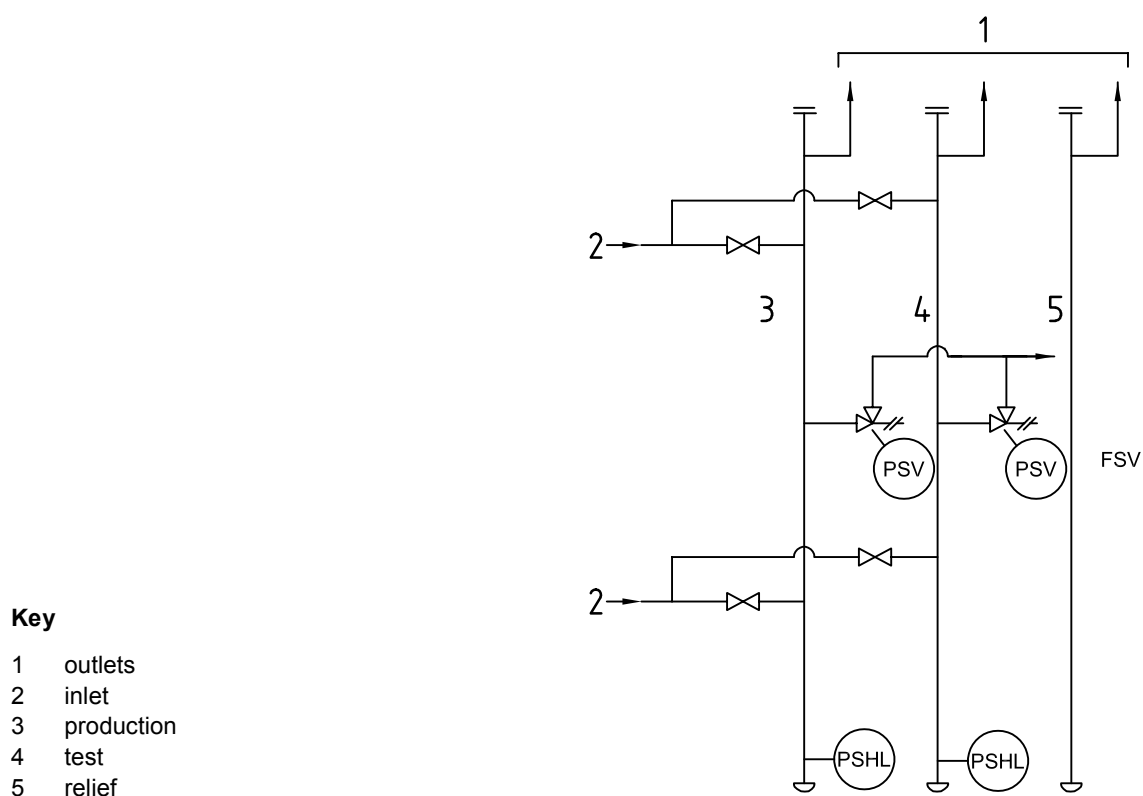 1
2
3 4 5
PSV PSV FSV
2
PSHL PSHL
Key
1 outlets
2 inlet
3 production
4 test
5 relief